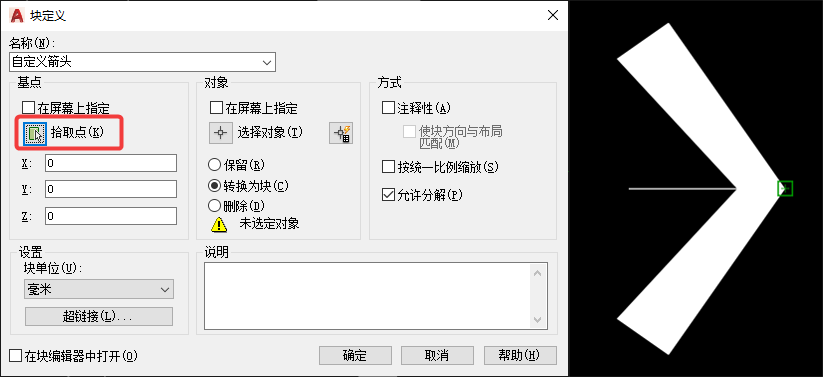 块定义
名称(N):
自定义箭头
基点
在屏幕上指定
拾取点(K)
X: 0
Y: 0
Z: 0
对象
在屏幕上指定
选择对象(T)
保留(R)
转换为块(C)
删除(D)
未选定对象
方式
注释性(A)
使块方向与布局
匹配(M)
按统一比例缩放(S)
允许分解(P)
设置
块单位(U):
毫米
超链接(L)...
说明
在块编辑器中打开(O)
确定
取消
帮助(H)